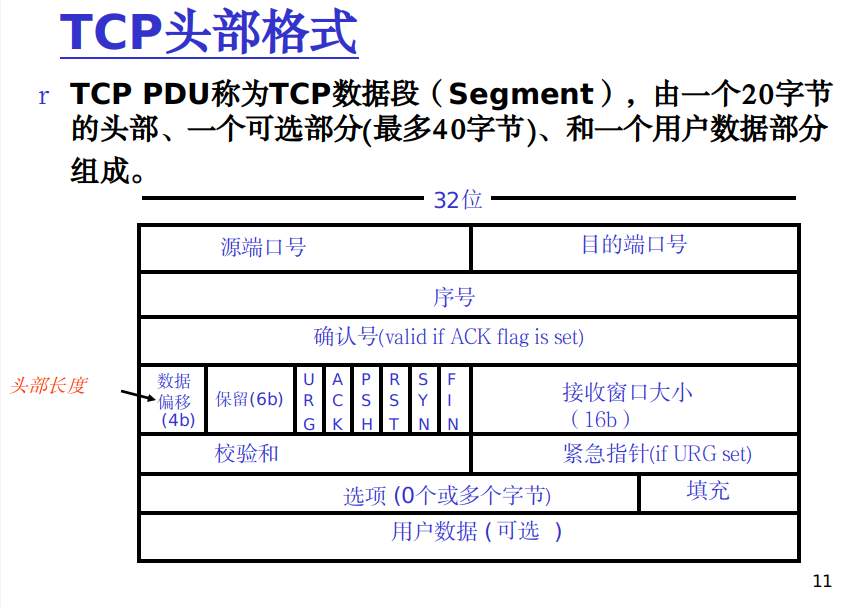 TCP头部格式
r TCP PDU称为TCP数据段（Segment），由一个20字节
的头部、一个可选部分(最多40字节)、和一个用户数据部分
组成。
32位
源端口号 目的端口号
序号
确认号(valid if ACK flag is set)
头部长度
数据
偏移
(4b)
保留(6b)
URG
ACK
PSH
RST
SYN
FIN
接收窗口大小
（16b）
校验和 紧急指针(if URG set)
选项 (0个或多个字节) 填充
用户数据 (可选 )
11